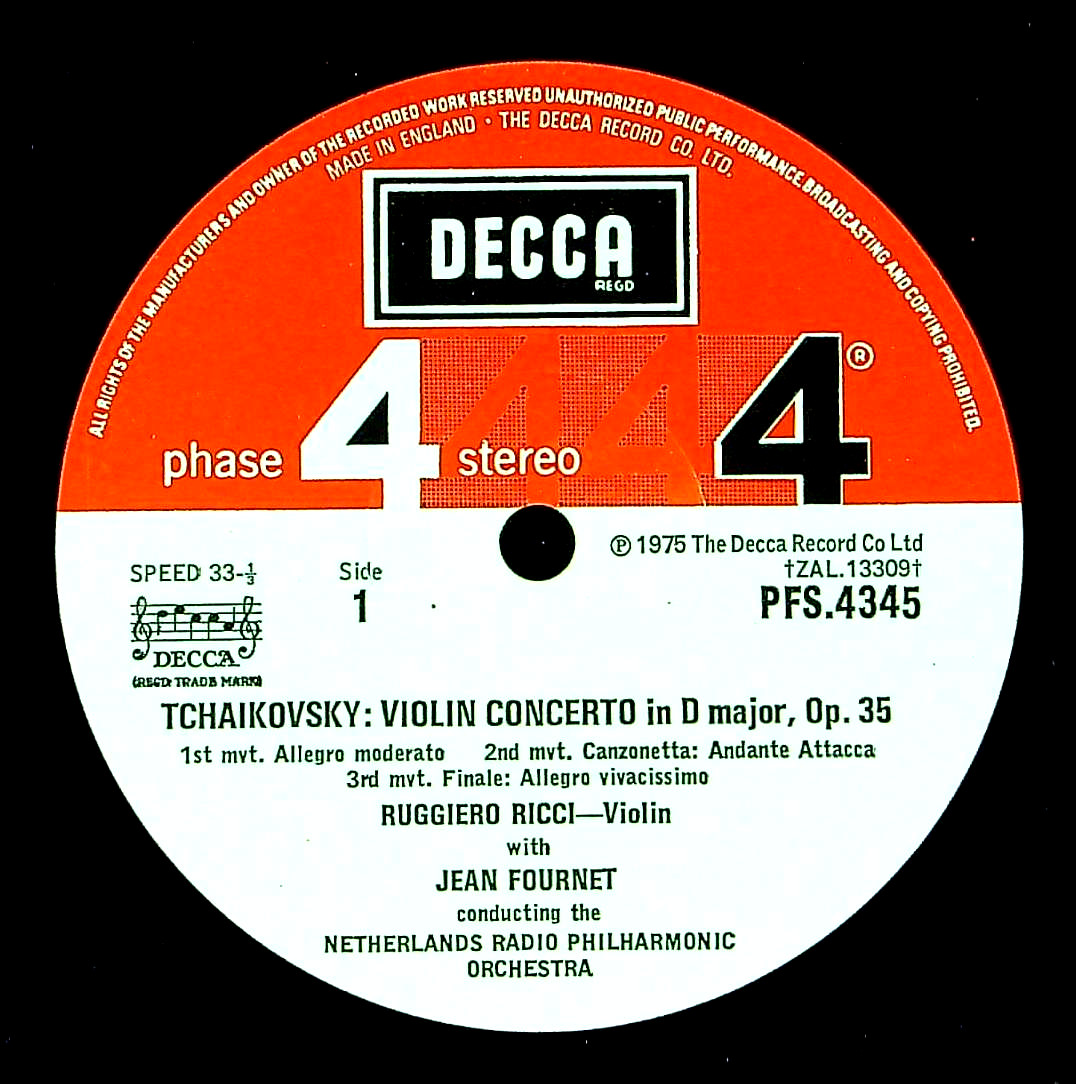 ALL RIGHTS OF THE MANUFACTURERS AND OWNER OF THE RECORDED WORK RESERVED UNAUTHORIZED PUBLIC PERFORMANCE, BROADCASTING AND COPYING PROHIBITED.
MADE IN ENGLAND · THE DECCA RECORD CO. LTD.
DECCA
REGD
phase 4 stereo 4 4 4 ®
℗ 1975 The Decca Record Co Ltd
SPEED 33-⅓ Side †ZAL.13309†
1 PFS.4345
DECCA
(REGD TRADE MARK)
TCHAIKOVSKY: VIOLIN CONCERTO in D major, Op. 35
1st mvt. Allegro moderato 2nd mvt. Canzonetta: Andante Attacca
3rd mvt. Finale: Allegro vivacissimo
RUGGIERO RICCI—Violin
with
JEAN FOURNET
conducting the
NETHERLANDS RADIO PHILHARMONIC
ORCHESTRA